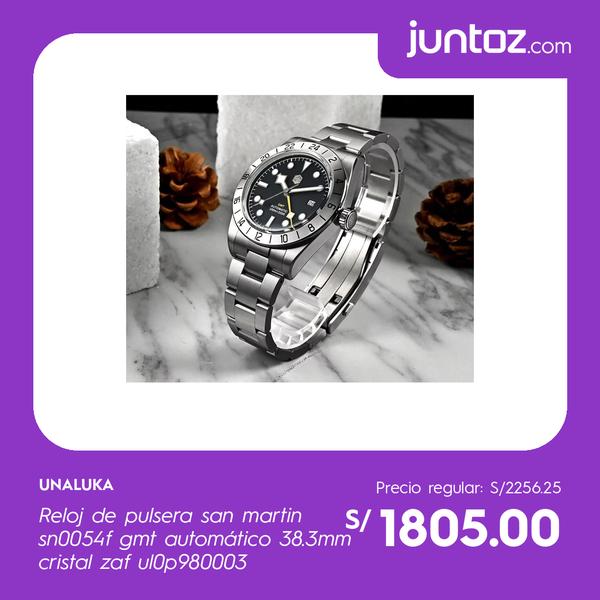 juntoz.com
UNALUKA
Precio regular: S/2256.25
Reloj de pulsera san martin
sn0054f gmt automático 38.3mm
cristal zaf ul0p980003
S/ 1805.00